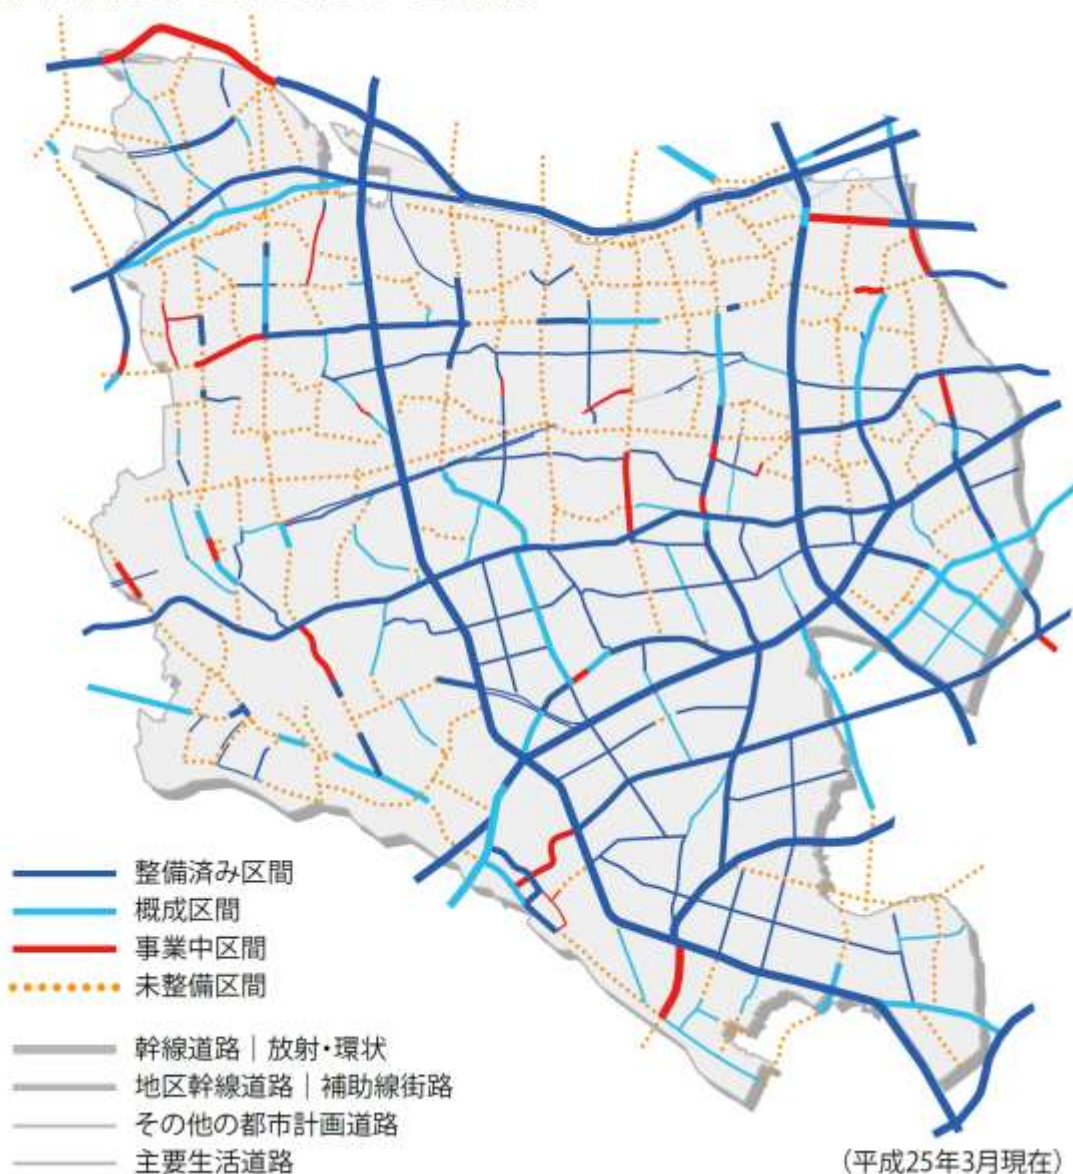 整備済み区間
概成区間
事業中区間
未整備区間
幹線道路｜放射・環状
地区幹線道路｜補助線街路
その他の都市計画道路
主要生活道路
（平成25年3月現在）